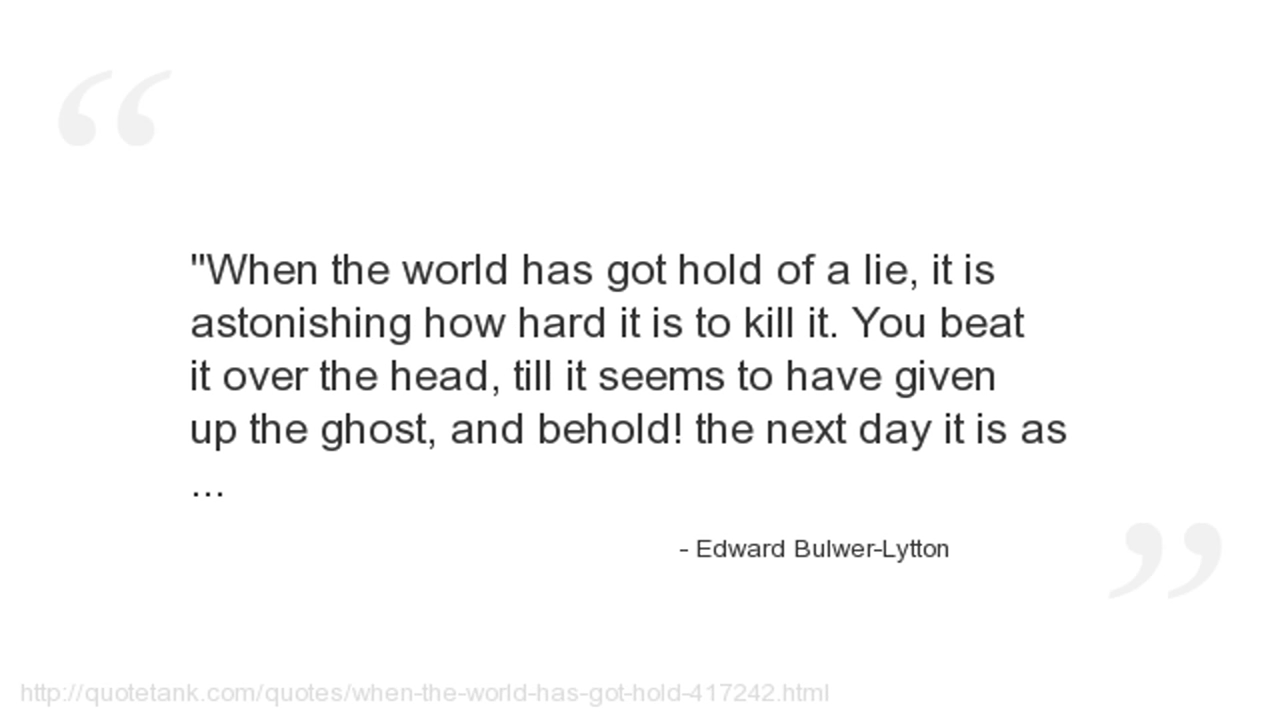 “
"When the world has got hold of a lie, it is
astonishing how hard it is to kill it. You beat
it over the head, till it seems to have given
up the ghost, and behold! the next day it is as
...
- Edward Bulwer-Lytton
”
http://quotetank.com/quotes/when-the-world-has-got-hold-417242.html